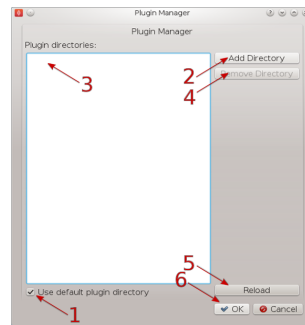 Plugin Manager
Plugin Manager
Plugin directories:
2 Add Directory
3
4 Remove Directory
5
6 Reload
1 Use default plugin directory
OK Cancel